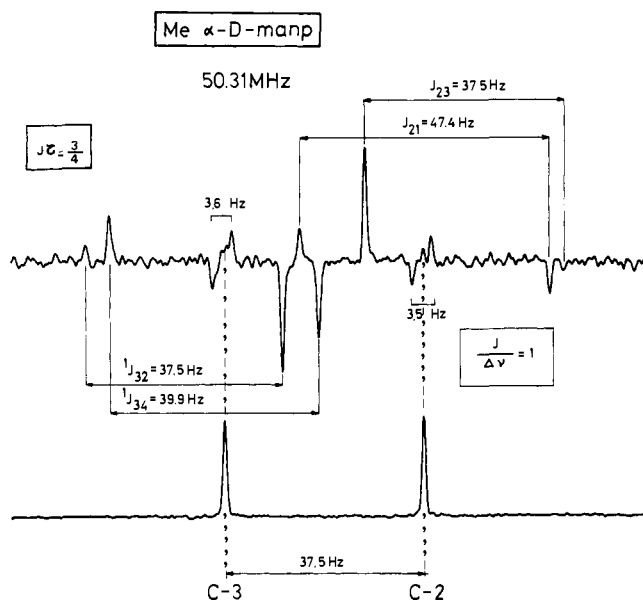 Me α-D-manp
50.31MHz
J₂₃ = 37.5 Hz
J₂₁ = 47.4 Hz
Jτ = 3/4
3,6 Hz
3,5 Hz
J/Δν = 1
¹J₃₂ = 37.5 Hz
¹J₃₄ = 39.9 Hz
37,5 Hz
C-3
C-2